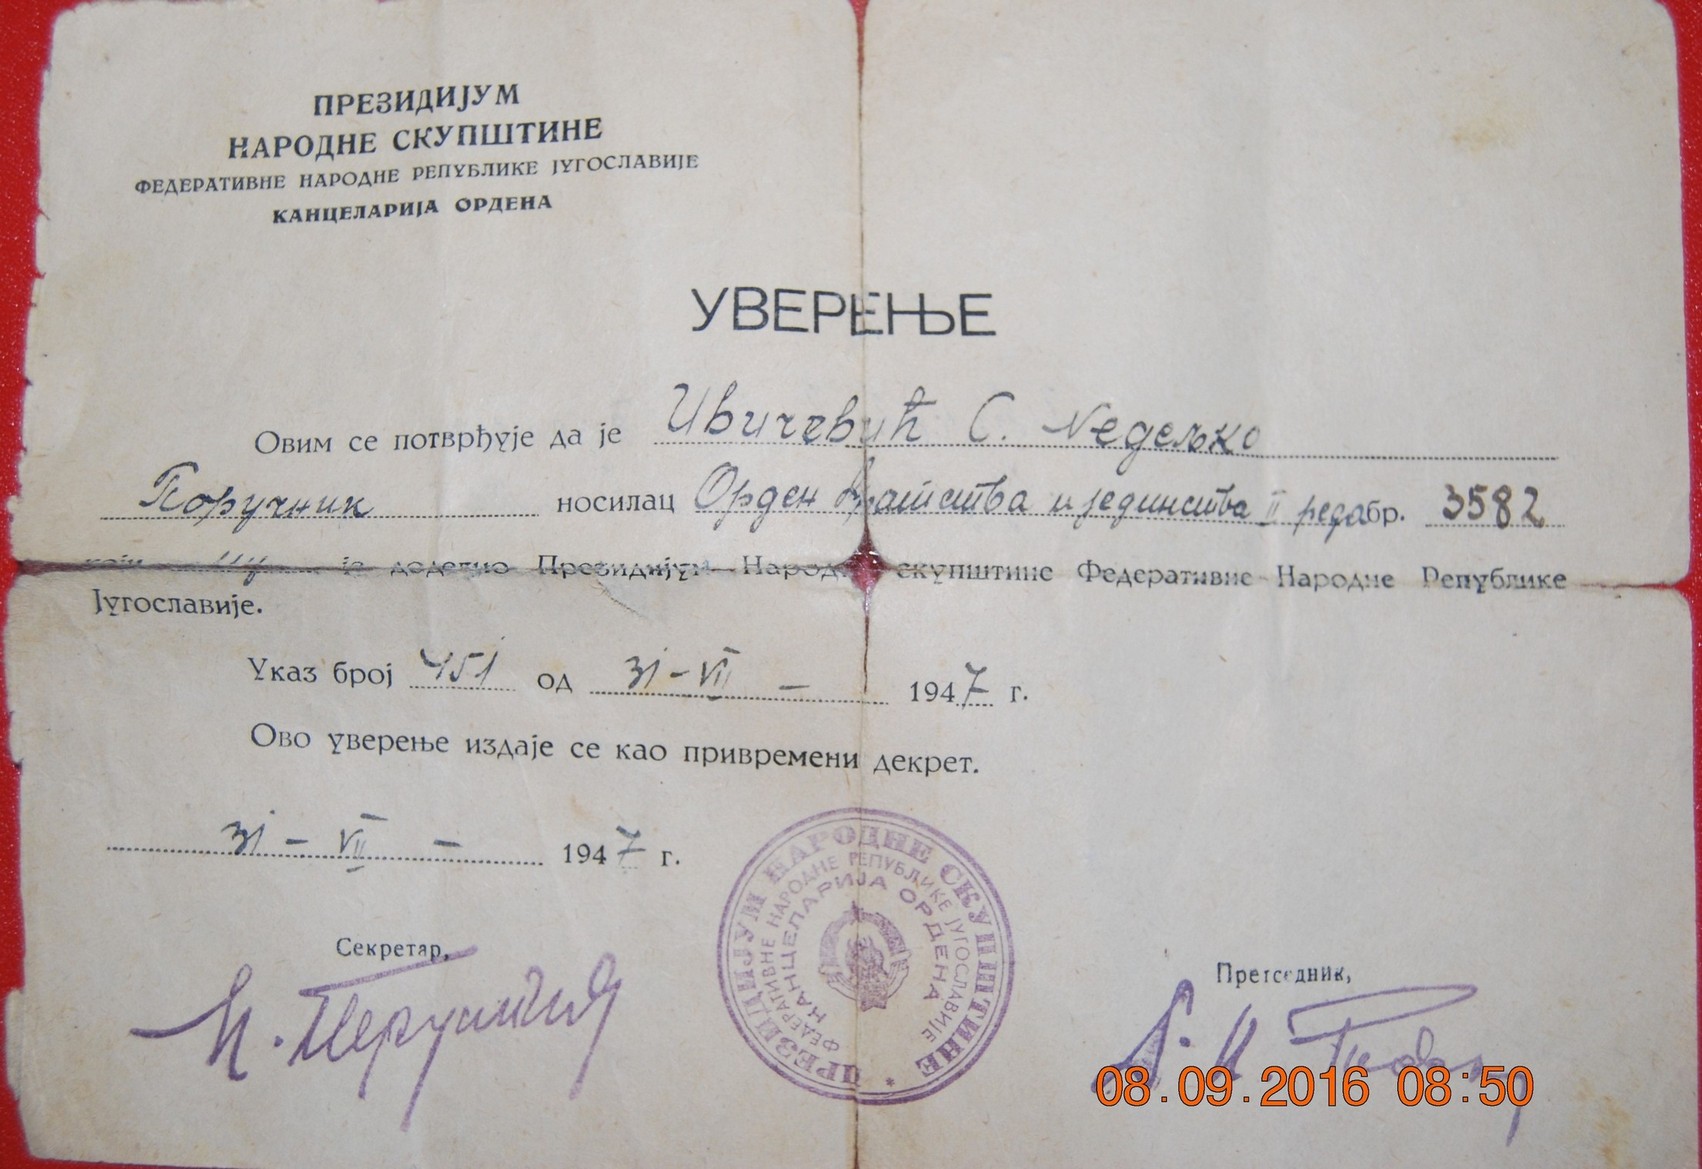 ПРЕЗИДИЈУМ
НАРОДНЕ СКУПШТИНЕ
ФЕДЕРАТИВНЕ НАРОДНЕ РЕПУБЛИКЕ ЈУГОСЛАВИЈЕ
КАНЦЕЛАРИЈА ОРДЕНА
УВЕРЕЊЕ
Овим се потврђује да је Ивичевић С. Недељко
Поручник носилац Орден Братства и јединства II реда бр. 3582
који му је доделио Президијум Народне скупштине Федеративне Народне Републике
Југославије.
Указ број 451 од 31-VII - 1947 г.
Ово уверење издаје се као привремени декрет.
31 - VII - 1947 г.
ПРЕЗИДИЈУМ НАРОДНЕ СКУПШТИНЕ
ФЕДЕРАТИВНЕ НАРОДНЕ РЕПУБЛИКЕ ЈУГОСЛАВИЈЕ
КАНЦЕЛАРИЈА ОРДЕНА
Секретар,
Претседник,
08.09.2016 08:50